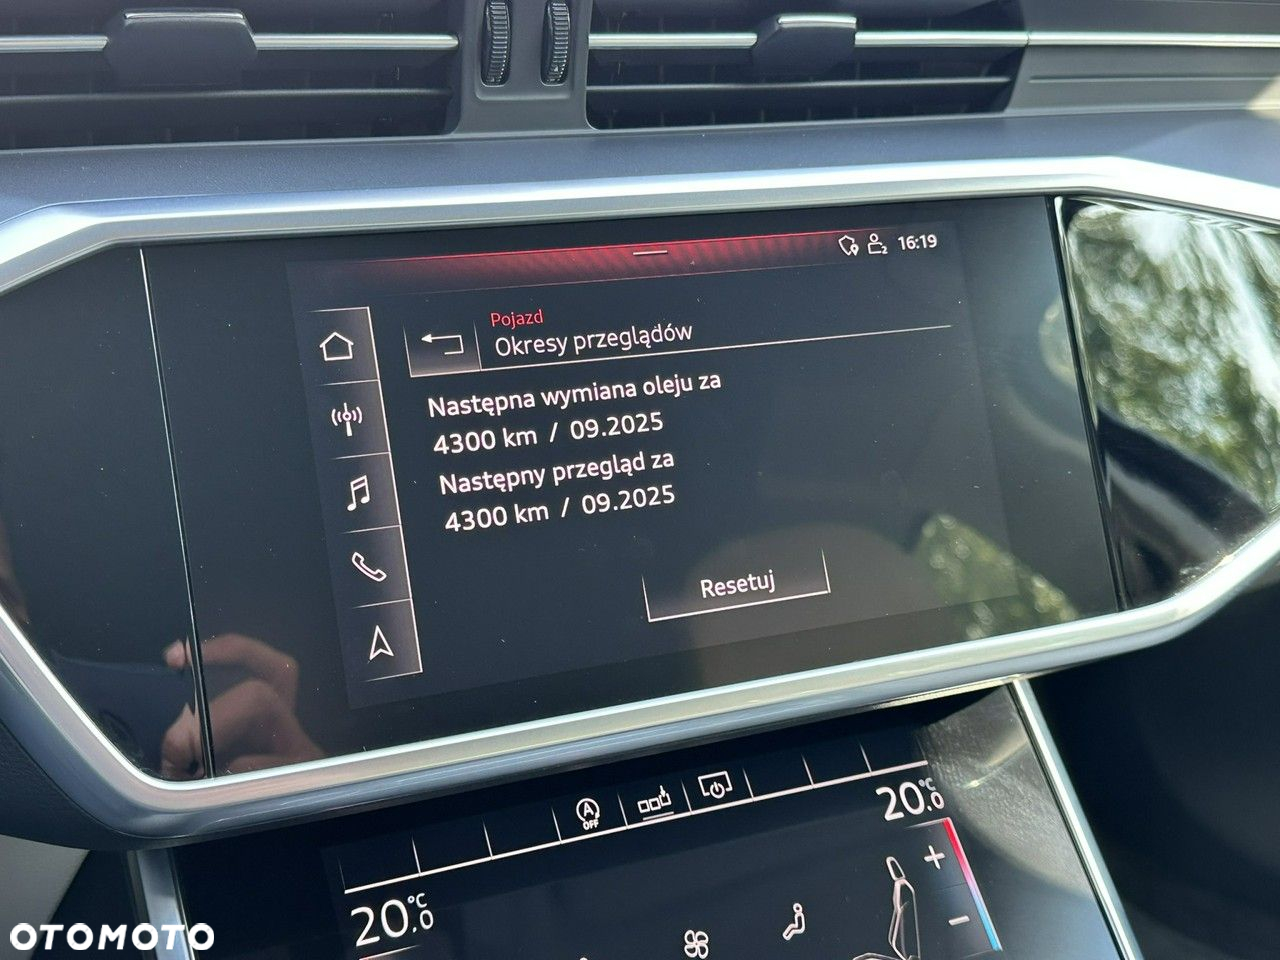 16:19
Pojazd
Okresy przeglądów
Następna wymiana oleju za
4300 km / 09.2025
Następny przegląd za
4300 km / 09.2025
Resetuj
A
OFF
20.0 °C
20.0 °C
OTOMOTO